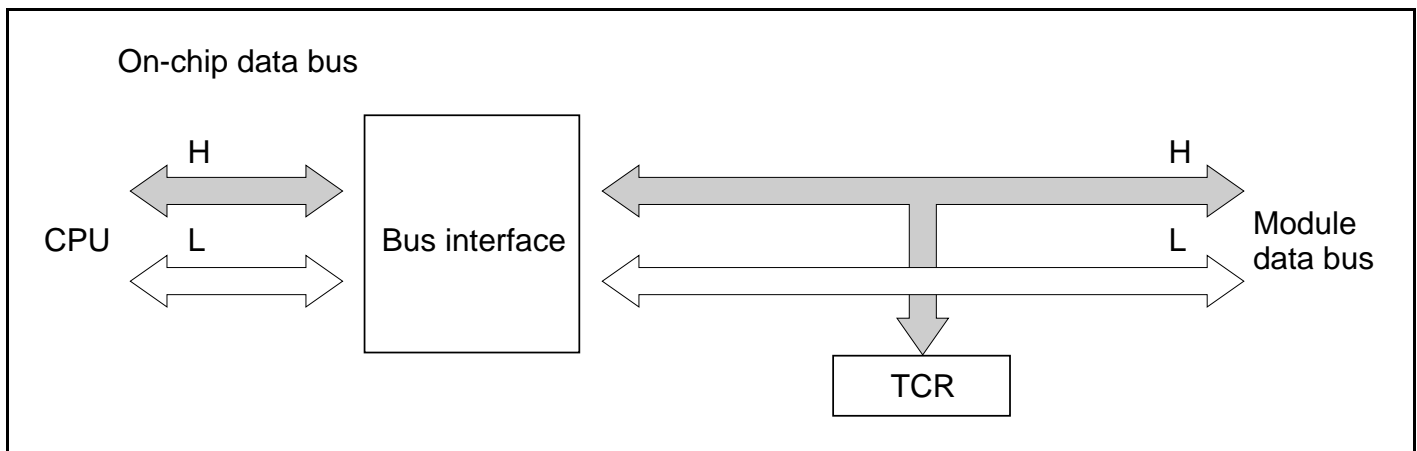 On-chip data bus
H
H
CPU
L
Bus interface
L
Module
data bus
TCR